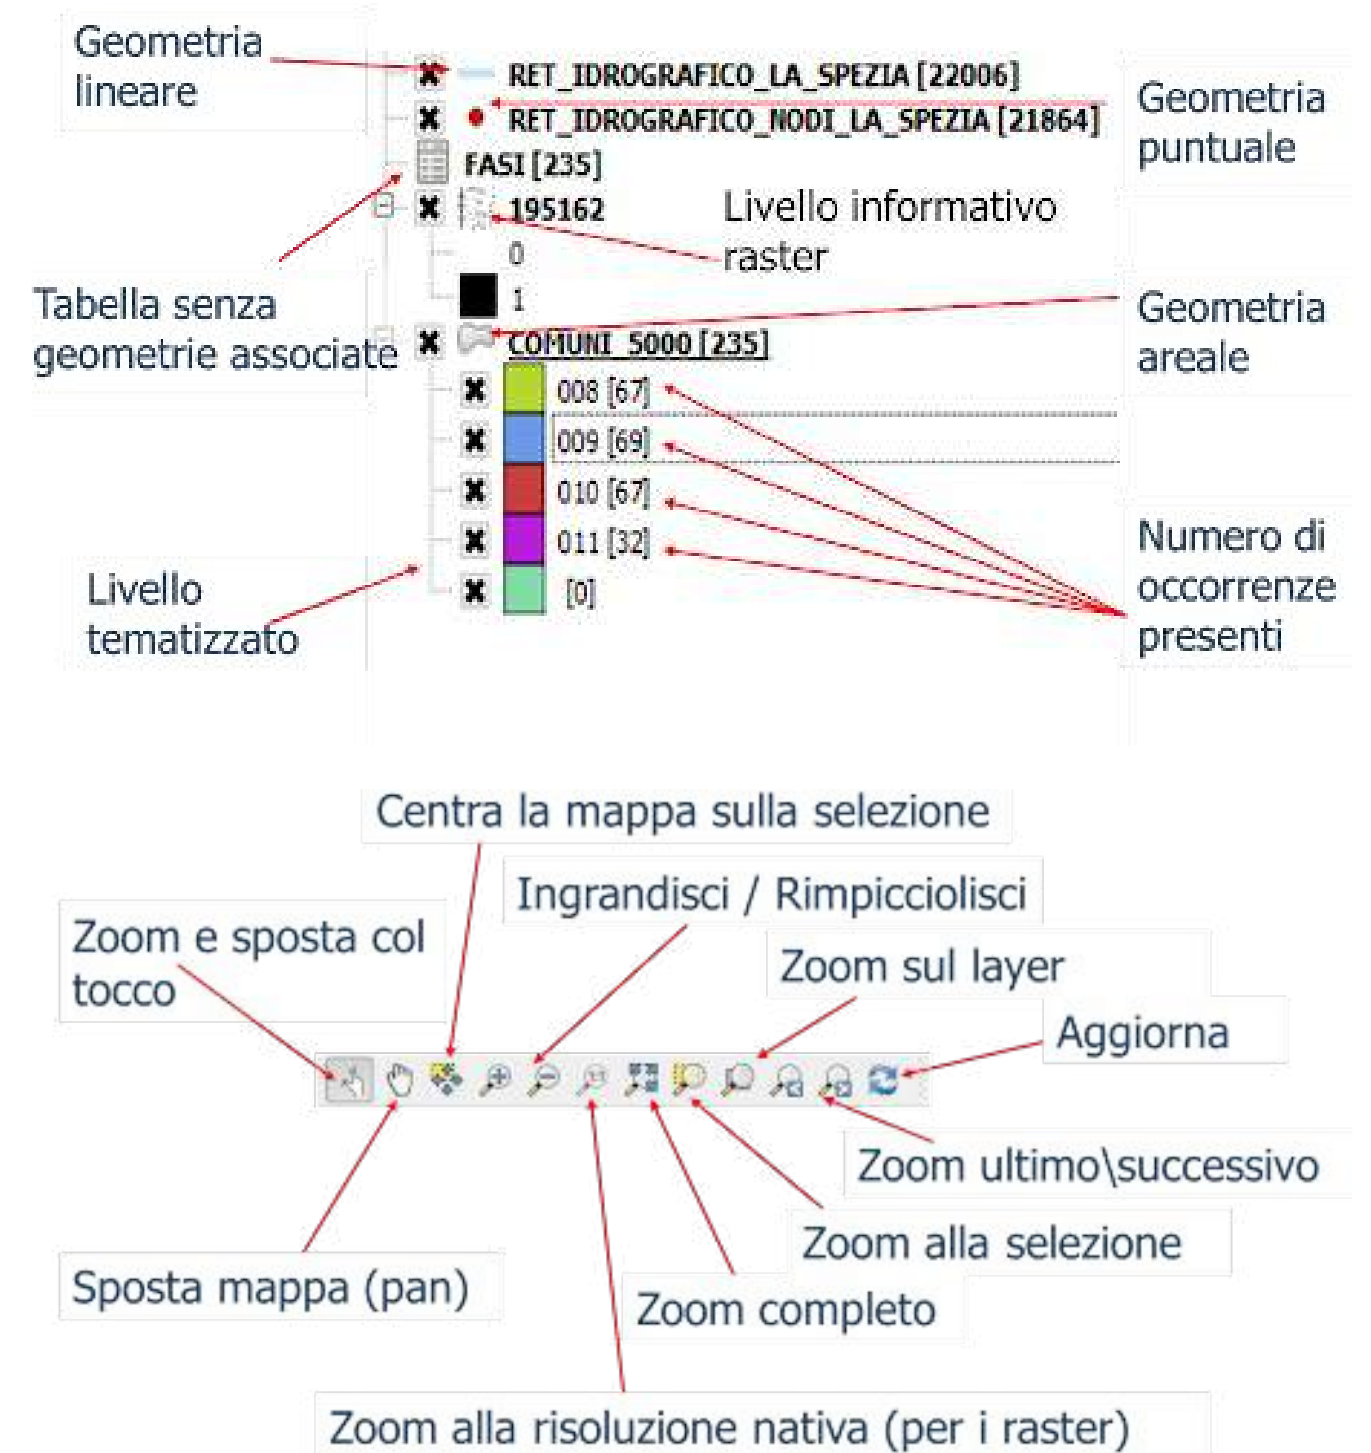 Geometria
lineare
RET_IDROGRAFICO_LA_SPEZIA [22006]
RET_IDROGRAFICO_NODI_LA_SPEZIA [21864]
Geometria
puntuale
FASI [235]
195162
Livello informativo
raster
0
1
Tabella senza
geometrie associate
COMUNI_5000 [235]
Geometria
areale
008 [67]
009 [69]
010 [67]
011 [32]
[0]
Numero di
occorrenze
presenti
Livello
tematizzato
Centra la mappa sulla selezione
Ingrandisci / Rimpicciolisci
Zoom e sposta col
tocco
Zoom sul layer
Aggiorna
Zoom ultimo\successivo
Zoom alla selezione
Sposta mappa (pan)
Zoom completo
Zoom alla risoluzione nativa (per i raster)